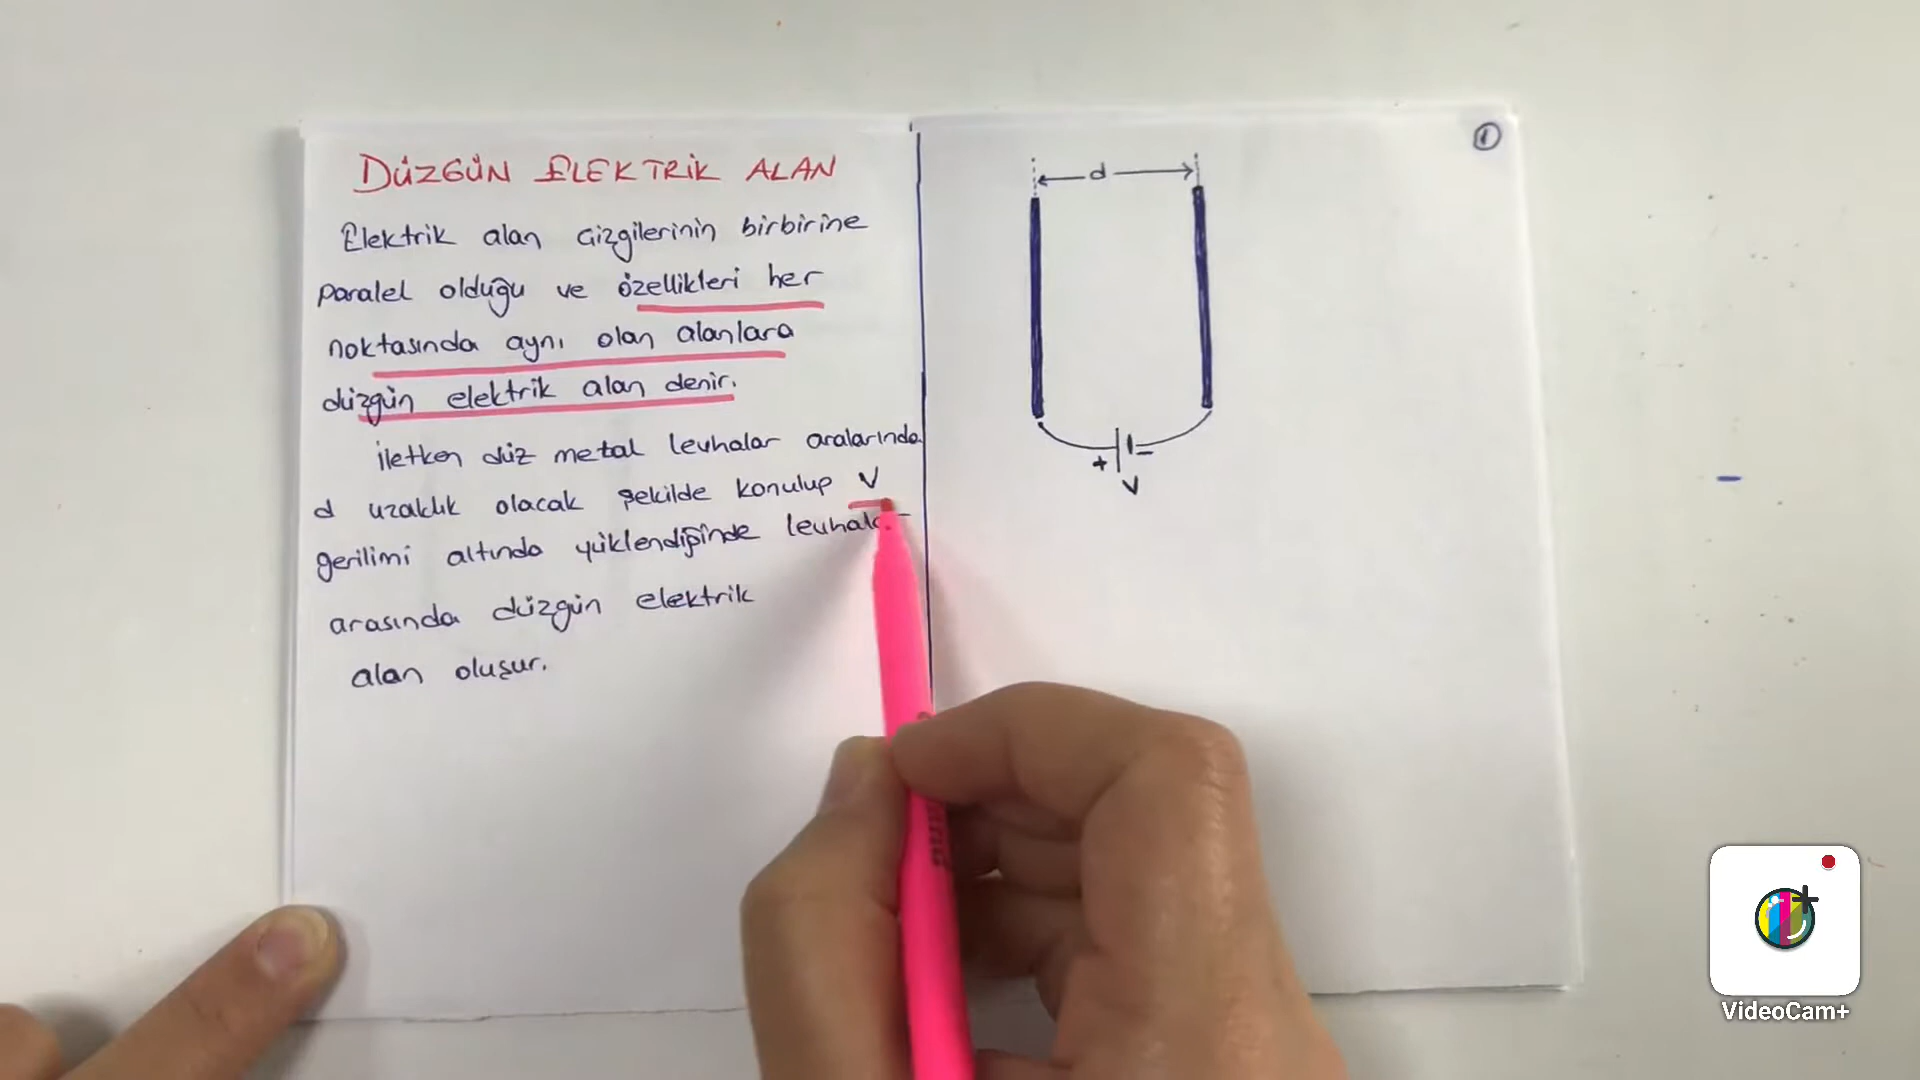 DÜZGÜN ELEKTRİK ALAN
Elektrik alan çizgilerinin birbirine
paralel olduğu ve özellikleri her
noktasında aynı olan alanlara
düzgün elektrik alan denir.
İletken düz metal levhalar aralarında
d uzaklık olacak şekilde konulup V
gerilimi altında yüklendiğinde levhalar
arasında düzgün elektrik
alan oluşur.
1
d
+ -
V
VideoCam+